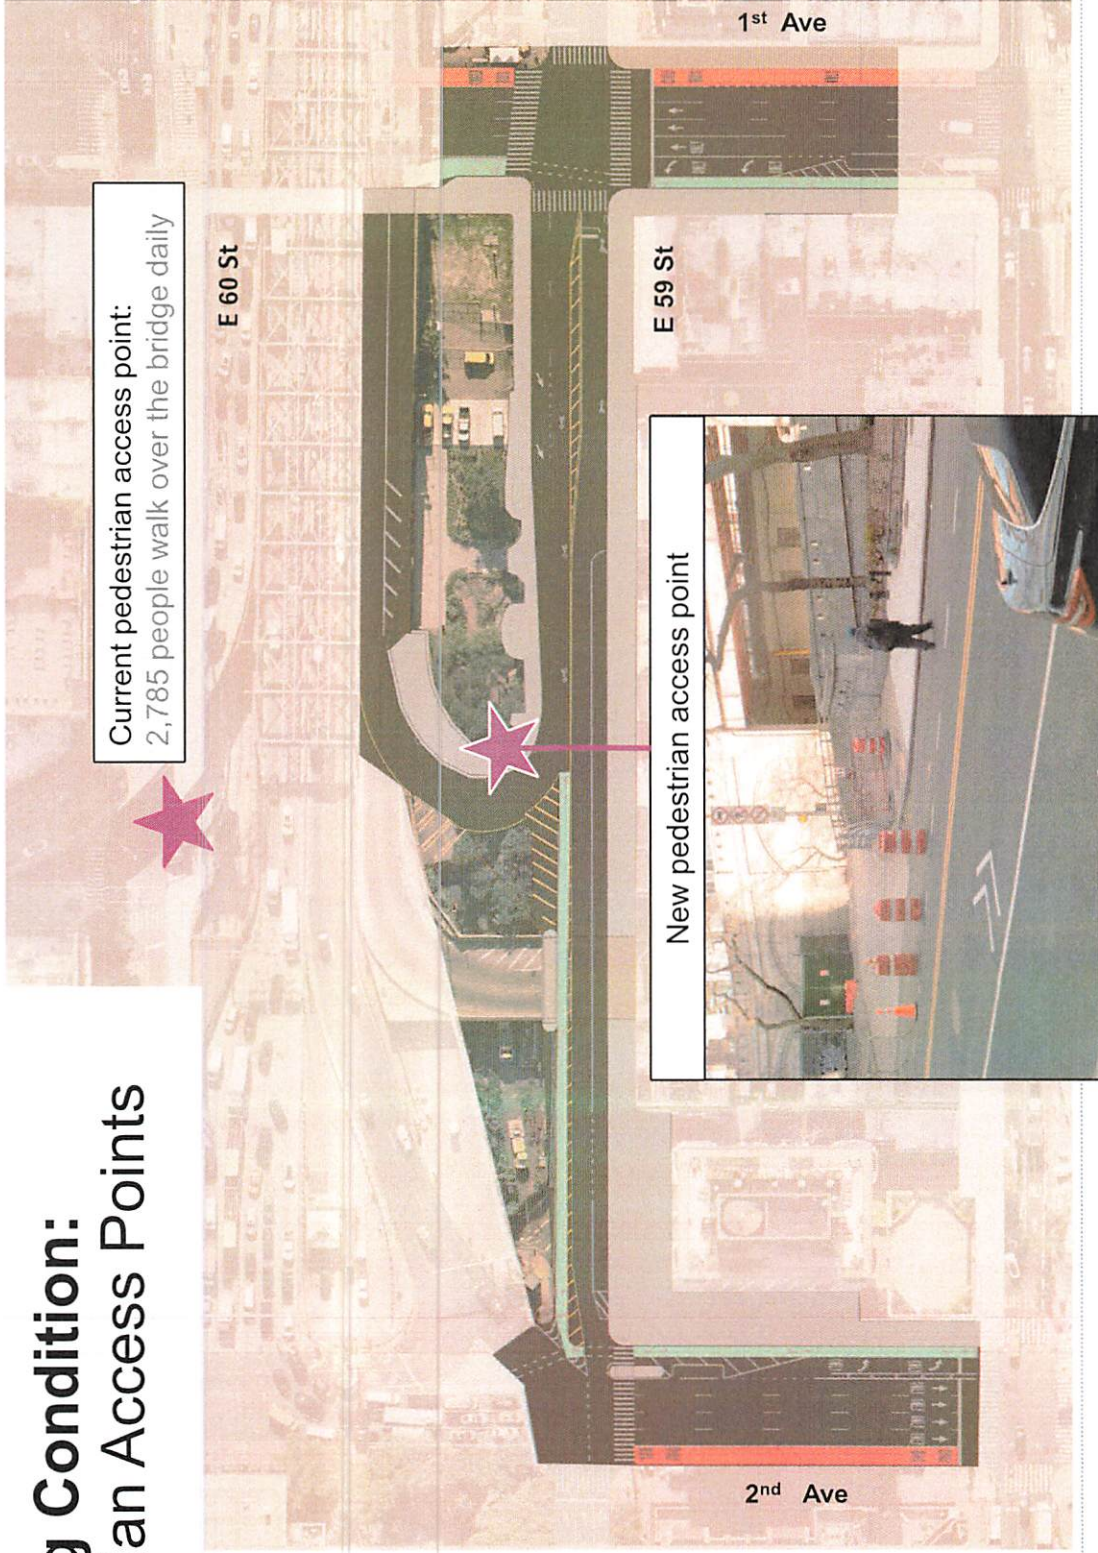 g Condition:
an Access Points
Current pedestrian access point:
2,785 people walk over the bridge daily
E 60 St
1st Ave
E 59 St
New pedestrian access point
2nd Ave